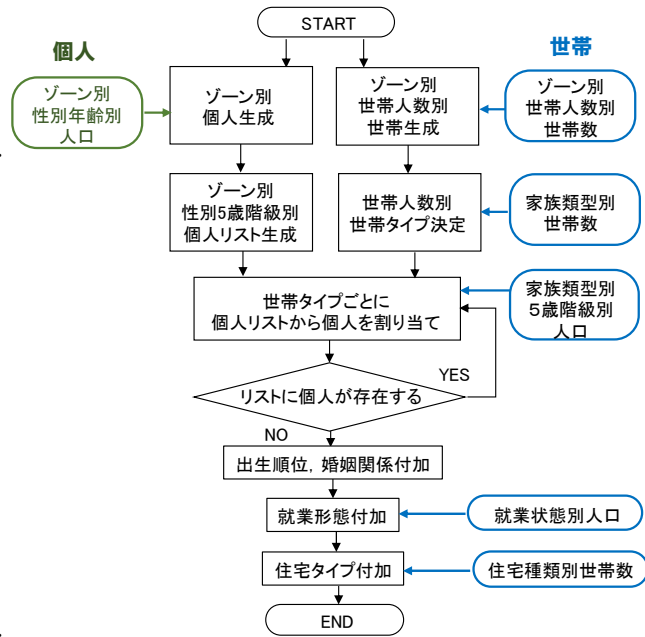 START
個人
世帯
ゾーン別
性別年齢別
人口
ゾーン別
個人生成
ゾーン別
世帯人数別
世帯生成
ゾーン別
世帯人数別
世帯数
ゾーン別
性別5歳階級別
個人リスト生成
世帯人数別
世帯タイプ決定
家族類型別
世帯数
世帯タイプごとに
個人リストから個人を割り当て
家族類型別
５歳階級別
人口
リストに個人が存在する
YES
NO
出生順位，婚姻関係付加
就業形態付加
就業状態別人口
住宅タイプ付加
住宅種類別世帯数
END